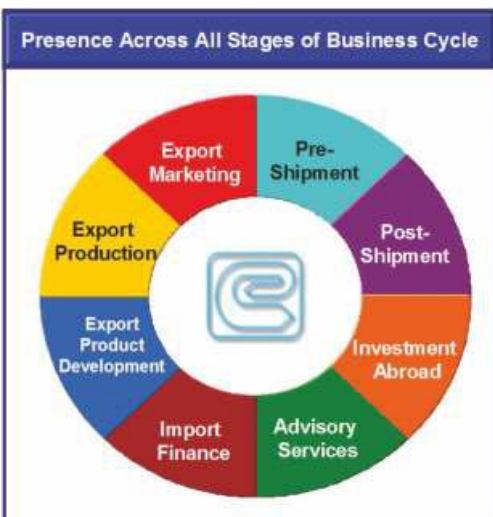 Presence Across All Stages of Business Cycle
Pre-
Shipment
Post-
Shipment
Investment
Abroad
Advisory
Services
Import
Finance
Export
Product
Development
Export
Production
Export
Marketing